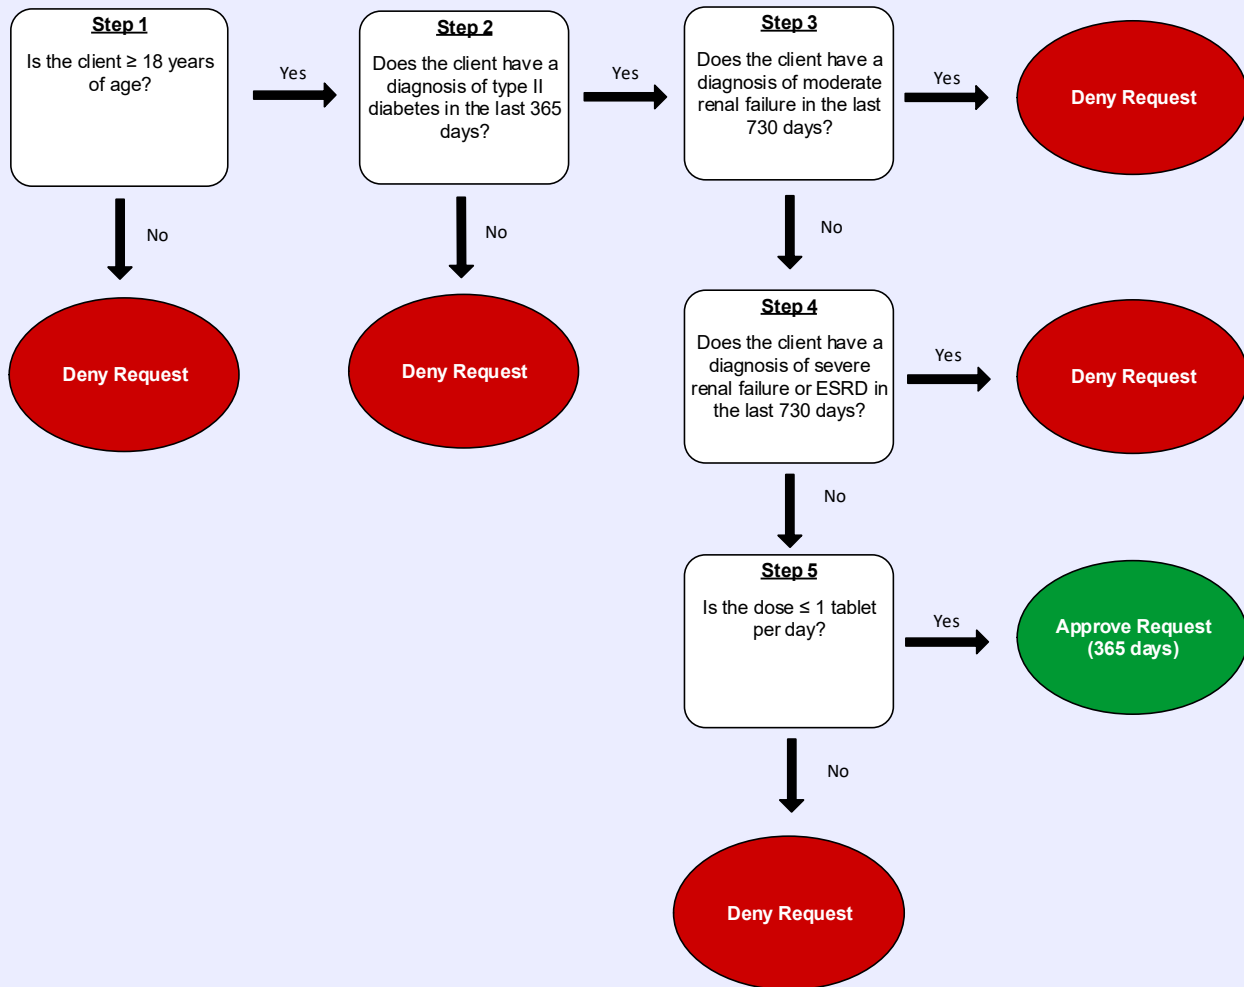 Step 1
Is the client ≥ 18 years
of age?
Yes
No
Deny Request
Step 2
Does the client have a
diagnosis of type II
diabetes in the last 365
days?
Yes
No
Deny Request
Step 3
Does the client have a
diagnosis of moderate
renal failure in the last
730 days?
Yes
Deny Request
No
Step 4
Does the client have a
diagnosis of severe
renal failure or ESRD in
the last 730 days?
Yes
Deny Request
No
Step 5
Is the dose ≤ 1 tablet
per day?
Yes
Approve Request
(365 days)
No
Deny Request